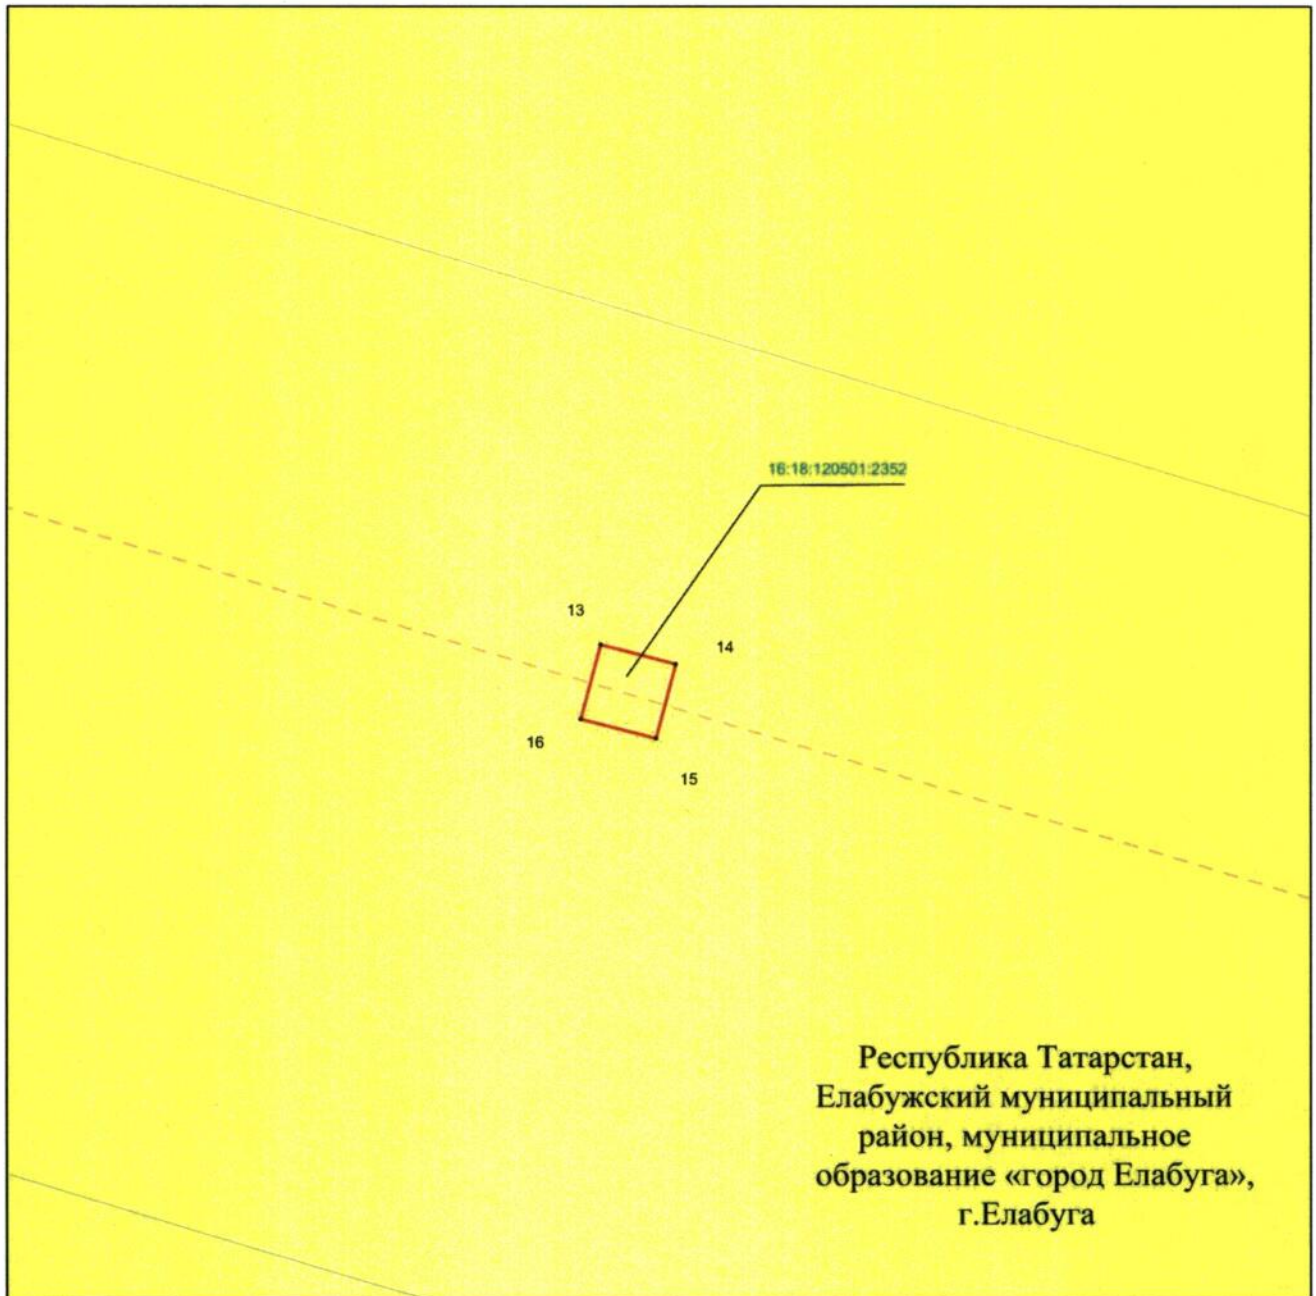 16:18:120501:2352
13
14
16
15
Республика Татарстан,
Елабужский муниципальный
район, муниципальное
образование «город Елабуга»,
г.Елабуга